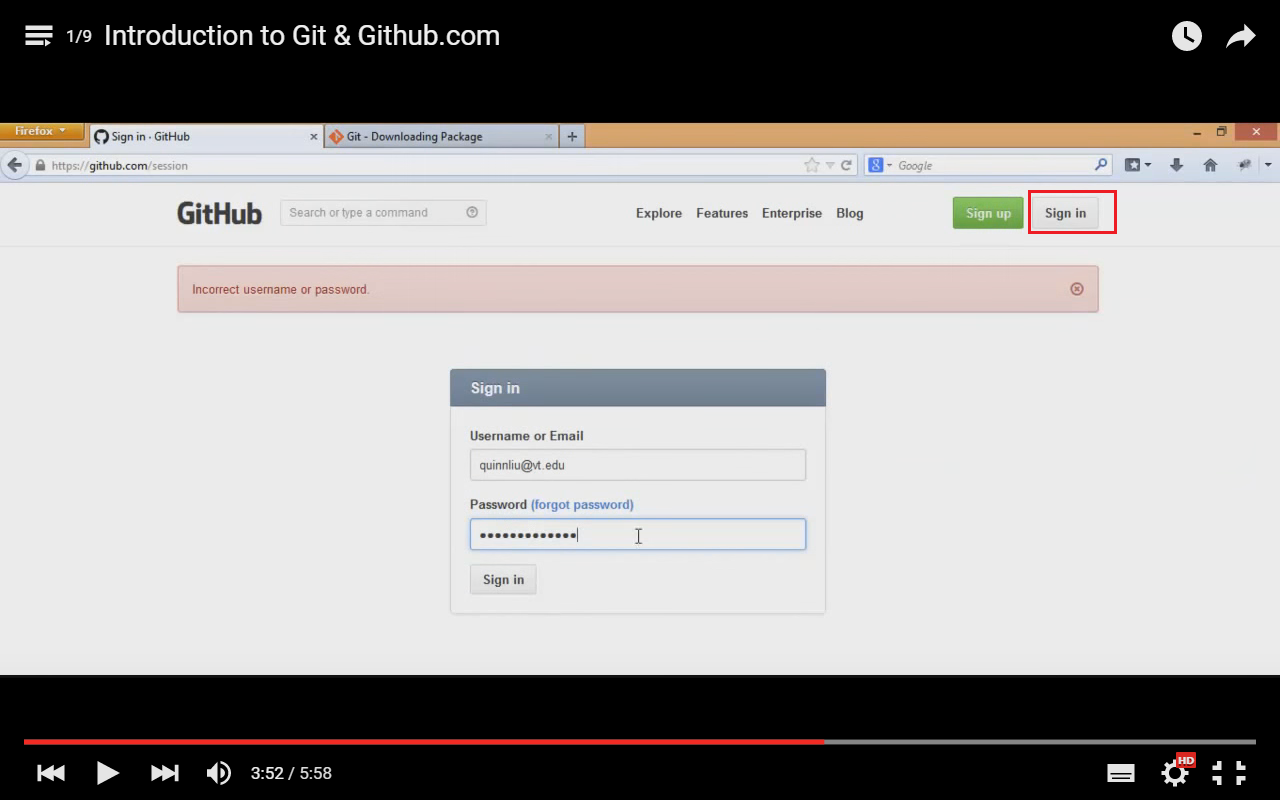 1/9 Introduction to Git & Github.com
Firefox
Sign in · GitHub
Git - Downloading Package
https://github.com/session
8
Google
GitHub
Search or type a command
Explore Features Enterprise Blog
Sign up
Sign in
Incorrect username or password.
Sign in
Username or Email
quinnliu@vt.edu
Password (forgot password)
•••••••••••••
Sign in
3:52 / 5:58
HD